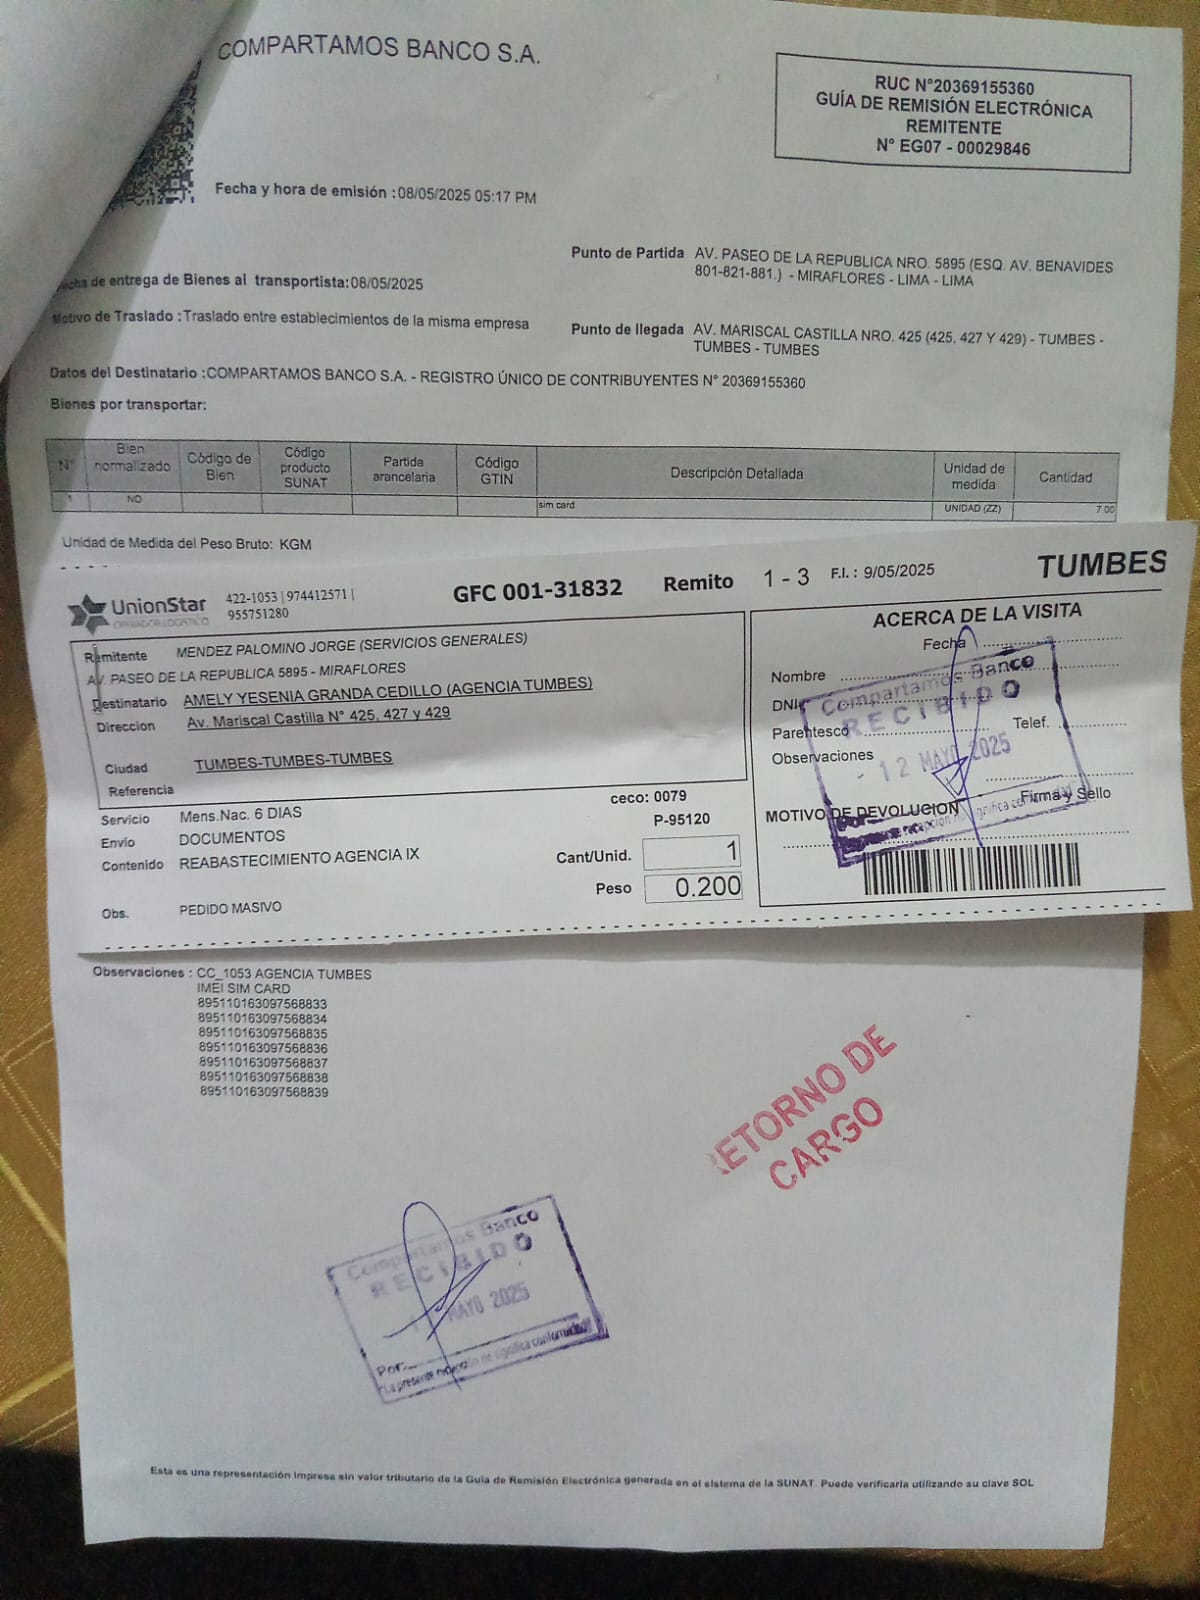 COMPARTAMOS BANCO S.A.
RUC N°20369155360
GUÍA DE REMISIÓN ELECTRÓNICA
REMITENTE
N° EG07 - 00029846
Fecha y hora de emisión :08/05/2025 05:17 PM
Punto de Partida AV. PASEO DE LA REPUBLICA NRO. 5895 (ESQ. AV. BENAVIDES
801-821-881.) - MIRAFLORES - LIMA - LIMA
de entrega de Bienes al transportista:08/05/2025
Motivo de Traslado :Traslado entre establecimientos de la misma empresa
Punto de llegada AV. MARISCAL CASTILLA NRO. 425 (425, 427 Y 429) - TUMBES -
TUMBES - TUMBES
Datos del Destinatario :COMPARTAMOS BANCO S.A. - REGISTRO ÚNICO DE CONTRIBUYENTES N° 20369155360
Bienes por transportar:
N° Bien normalizado Código de Bien Código producto SUNAT Partida arancelaria Código GTIN Descripción Detallada Unidad de medida Cantidad
1 NO sim card UNIDAD (ZZ) 7.00
Unidad de Medida del Peso Bruto: KGM
UnionStar
OPERADOR LOGISTICO
422-1053 | 974412571 |
955751280
GFC 001-31832 Remito 1 - 3 F.I.: 9/05/2025 TUMBES
Remitente MENDEZ PALOMINO JORGE (SERVICIOS GENERALES)
AV. PASEO DE LA REPUBLICA 5895 - MIRAFLORES
Destinatario AMELY YESENIA GRANDA CEDILLO (AGENCIA TUMBES)
Direccion Av. Mariscal Castilla N° 425, 427 y 429
Ciudad TUMBES-TUMBES-TUMBES
Referencia
Servicio Mens.Nac. 6 DIAS
Envío DOCUMENTOS
Contenido REABASTECIMIENTO AGENCIA IX
Obs. PEDIDO MASIVO
ceco: 0079
P-95120
Cant/Unid. 1
Peso 0.200
ACERCA DE LA VISITA
Fecha
Nombre
DNI
Parentesco Telef.
Observaciones
Firma y Sello
MOTIVO DE DEVOLUCION
Compartamos Banco
RECIBIDO
12 MAYO 2025
Observaciones : CC_1053 AGENCIA TUMBES
IMEI SIM CARD
895110163097568833
895110163097568834
895110163097568835
895110163097568836
895110163097568837
895110163097568838
895110163097568839
RETORNO DE
CARGO
Compartamos Banco
RECIBIDO
MAYO 2025
Por:
"La presente recepción no significa conformidad"
Esta es una representación impresa sin valor tributario de la Guía de Remisión Electrónica generada en el sistema de la SUNAT. Puede verificarla utilizando su clave SOL